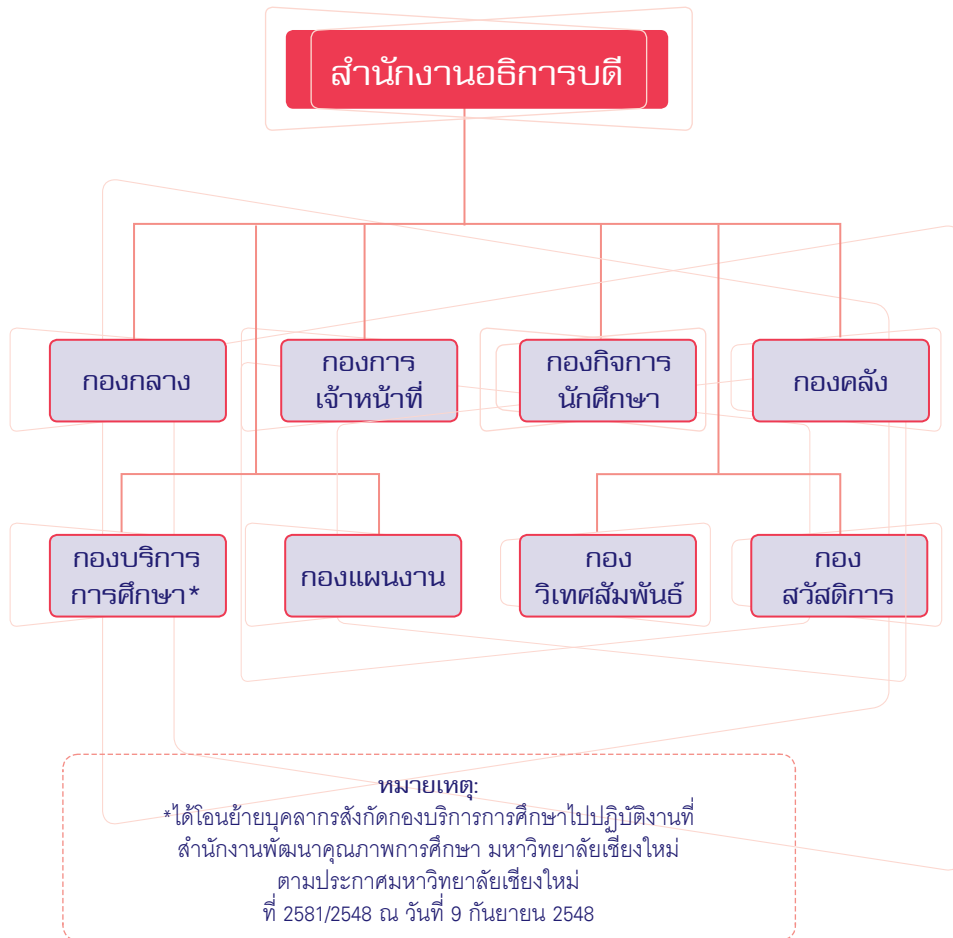 สำนักงานอธิการบดี
กองกลาง
กองการ
เจ้าหน้าที่
กองกิจการ
นักศึกษา
กองคลัง
กองบริการ
การศึกษา*
กองแผนงาน
กอง
วิเทศสัมพันธ์
กอง
สวัสดิการ
หมายเหตุ:
*ได้โอนย้ายบุคลากรสังกัดกองบริการการศึกษาไปปฏิบัติงานที่
สำนักงานพัฒนาคุณภาพการศึกษา มหาวิทยาลัยเชียงใหม่
ตามประกาศมหาวิทยาลัยเชียงใหม่
ที่ 2581/2548 ณ วันที่ 9 กันยายน 2548